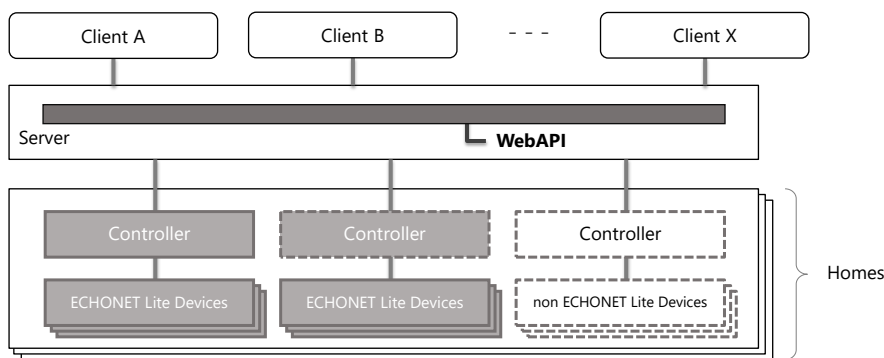 Client A
Client B
- - -
Client X
Server
WebAPI
Controller
Controller
Controller
ECHONET Lite Devices
ECHONET Lite Devices
non ECHONET Lite Devices
Homes